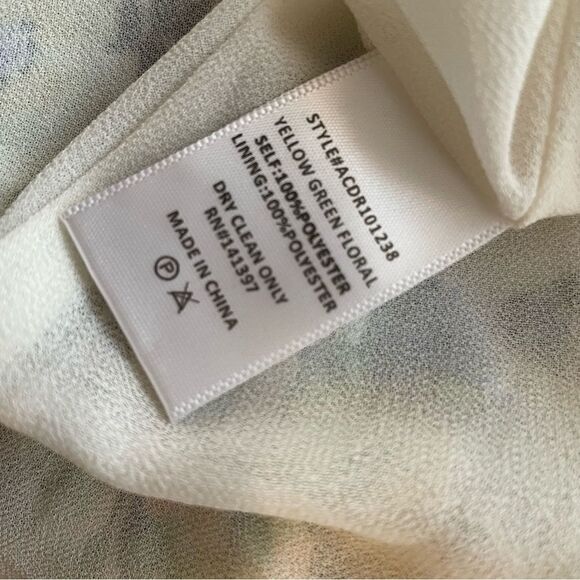 STYLE#ACDR101238
YELLOW GREEN FLORAL
SELF:100%POLYESTER
LINING:100%POLYESTER
DRY CLEAN ONLY
RN#141397
MADE IN CHINA
P